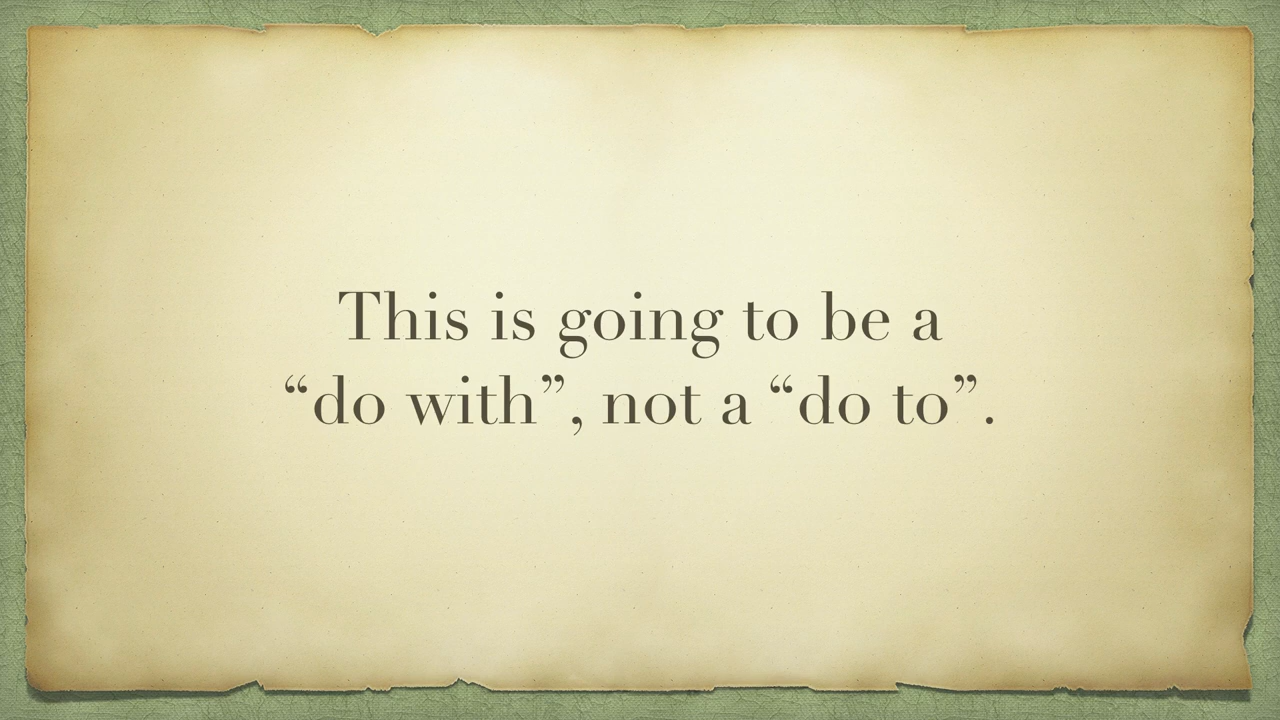 This is going to be a
“do with”, not a “do to”.